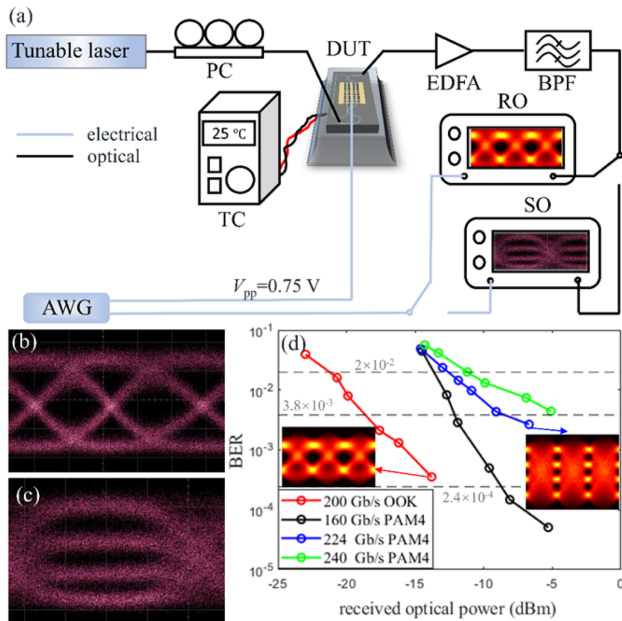 (a)
Tunable laser
PC
DUT
EDFA
BPF
RO
electrical
optical
25 °C
TC
SO
Vpp=0.75 V
AWG
(b)
(c)
(d)
10⁻¹
10⁻²
10⁻³
10⁻⁴
10⁻⁵
BER
2×10⁻²
3.8×10⁻³
2.4×10⁻⁴
200 Gb/s OOK
160 Gb/s PAM4
224 Gb/s PAM4
240 Gb/s PAM4
-25 -20 -15 -10 -5 0
received optical power (dBm)